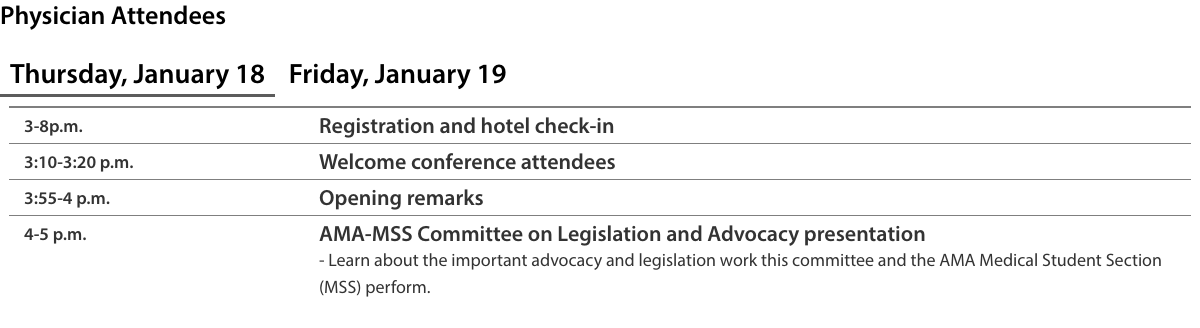 Physician Attendees
Thursday, January 18 Friday, January 19
3-8p.m. Registration and hotel check-in
3:10-3:20 p.m. Welcome conference attendees
3:55-4 p.m. Opening remarks
4-5 p.m. AMA-MSS Committee on Legislation and Advocacy presentation
- Learn about the important advocacy and legislation work this committee and the AMA Medical Student Section
(MSS) perform.